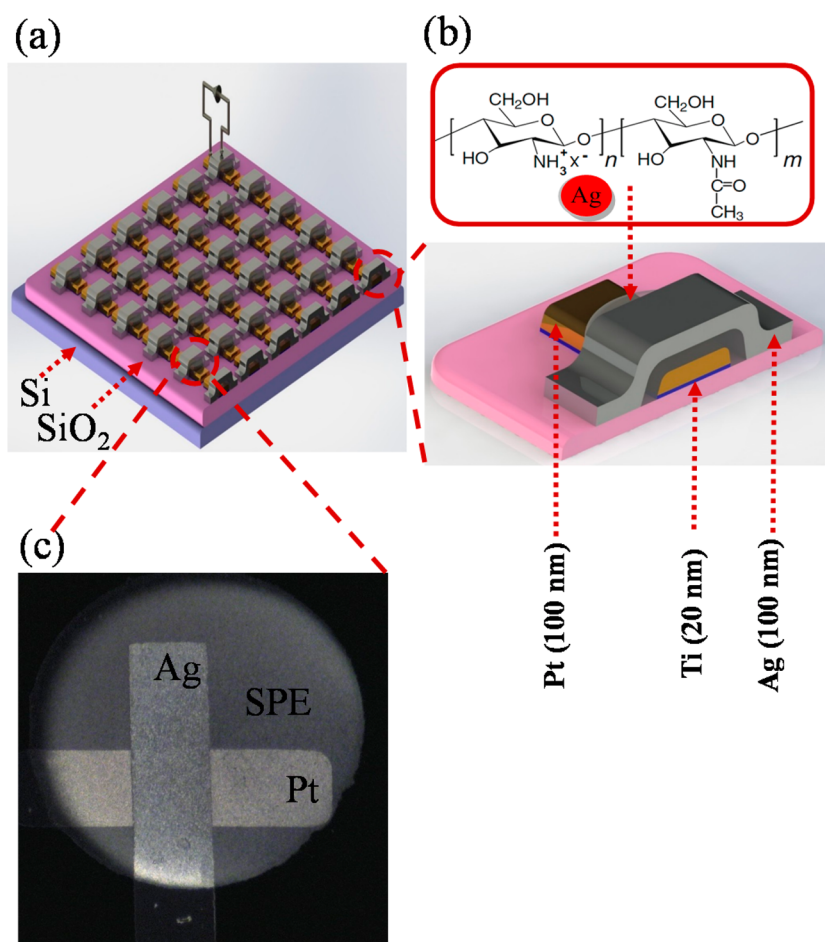 (a)
(b)
CH₂OH
CH₂OH
O
O
O
O
HO
NH₃⁺X⁻
n
HO
NH
m
C=O
CH₃
Ag
Si
SiO₂
(c)
Pt (100 nm)
Ti (20 nm)
Ag (100 nm)
Ag
SPE
Pt